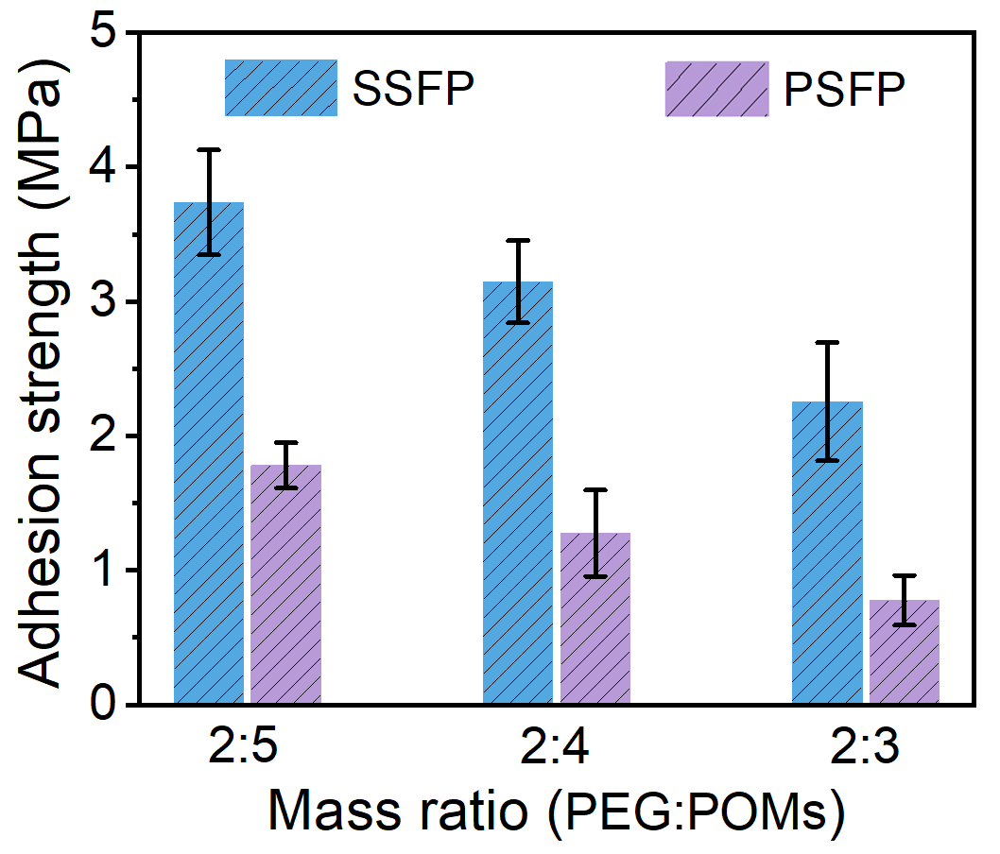 Adhesion strength (MPa)
5
4
3
2
1
0
SSFP
PSFP
2:5
2:4
2:3
Mass ratio (PEG:POMs)